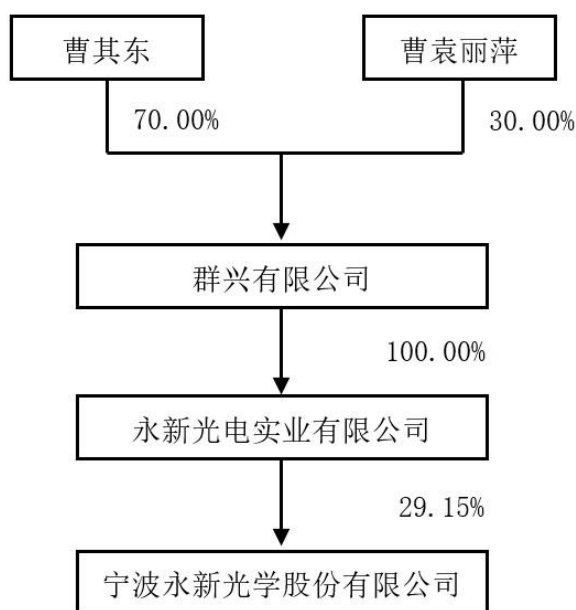 曹其东
曹袁丽萍
70.00%
30.00%
群兴有限公司
100.00%
永新光电实业有限公司
29.15%
宁波永新光学股份有限公司